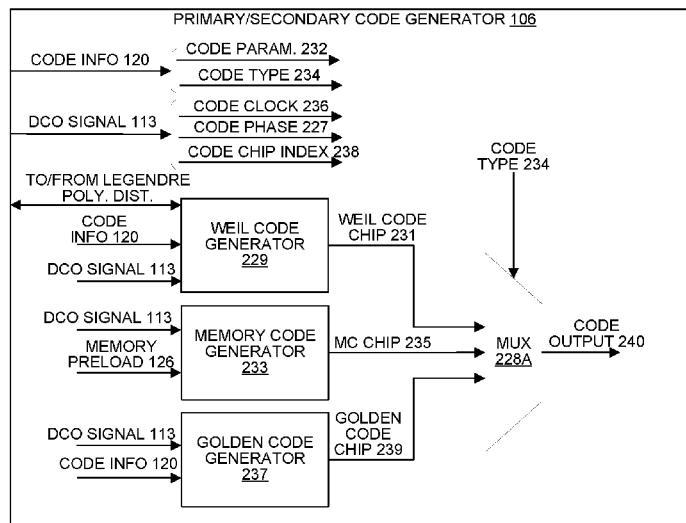 PRIMARY/SECONDARY CODE GENERATOR 106
CODE INFO 120
CODE PARAM. 232
CODE TYPE 234
DCO SIGNAL 113
CODE CLOCK 236
CODE PHASE 227
CODE CHIP INDEX 238
CODE
TYPE 234
TO/FROM LEGENDRE
POLY. DIST.
CODE
INFO 120
DCO SIGNAL 113
WEIL CODE
GENERATOR
229
WEIL CODE
CHIP 231
DCO SIGNAL 113
MEMORY
PRELOAD 126
MEMORY CODE
GENERATOR
233
MC CHIP 235
MUX
228A
CODE
OUTPUT 240
DCO SIGNAL 113
CODE INFO 120
GOLDEN CODE
GENERATOR
237
GOLDEN
CODE
CHIP 239